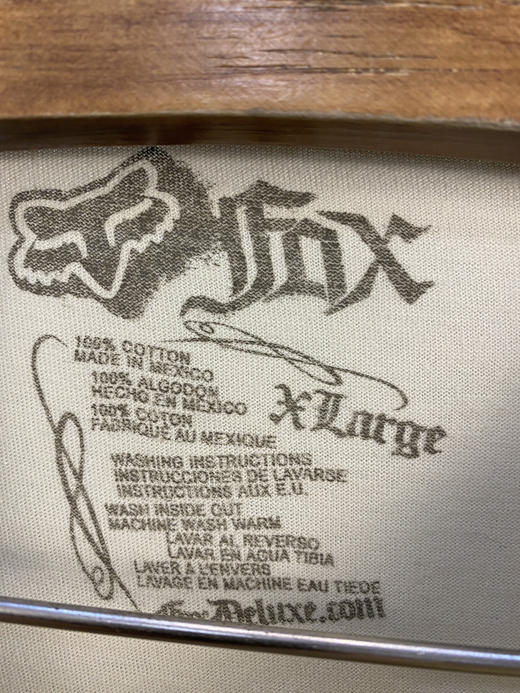 Fox
100% COTTON
MADE IN MEXICO
100% ALGODON
HECHO EN MEXICO
100% COTON
FABRIQUE AU MEXIQUE
XLarge
WASHING INSTRUCTIONS
INSTRUCCIONES DE LAVARSE
INSTRUCTIONS AUX E.U.
WASH INSIDE OUT
MACHINE WASH WARM
LAVAR AL REVERSO
LAVAR EN AGUA TIBIA
LAVER A L'ENVERS
LAVAGE EN MACHINE EAU TIEDE
FoxDeluxe.com